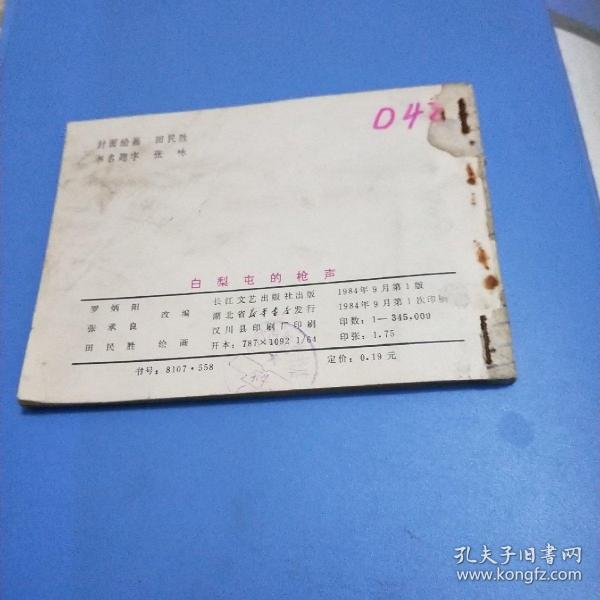 封面绘画 田民胜
书名题字 张咏
D42
白梨屯的枪声
罗炳阳 改编
张承良
田民胜 绘画
长江文艺出版社出版
湖北省新华书店发行
汉川县印刷厂印刷
开本：787×1092 1/64
1984年9月第1版
1984年9月第1次印刷
印数：1—345,000
印张：1.75
书号：8107·558
定价：0.19元
孔夫子旧书网
www.kongfz.com